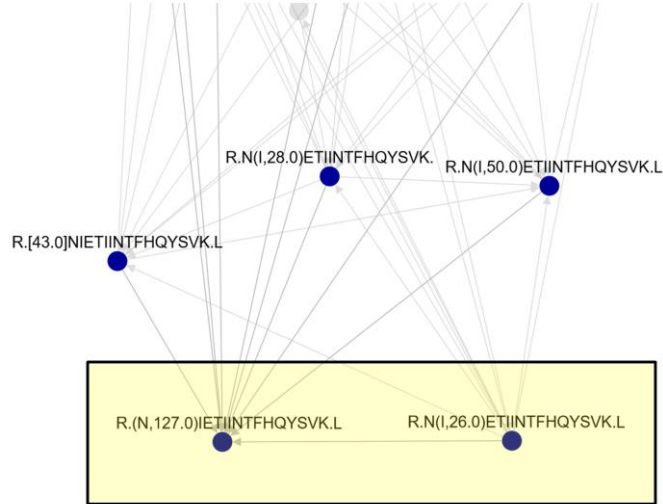 R.N(I,28.0)ETIINTFHQYSVK.
R.N(I,50.0)ETIINTFHQYSVK.L
R.[43.0]NIETIINTFHQYSVK.L
R.(N,127.0)IETIINTFHQYSVK.L
R.N(I,26.0)ETIINTFHQYSVK.L